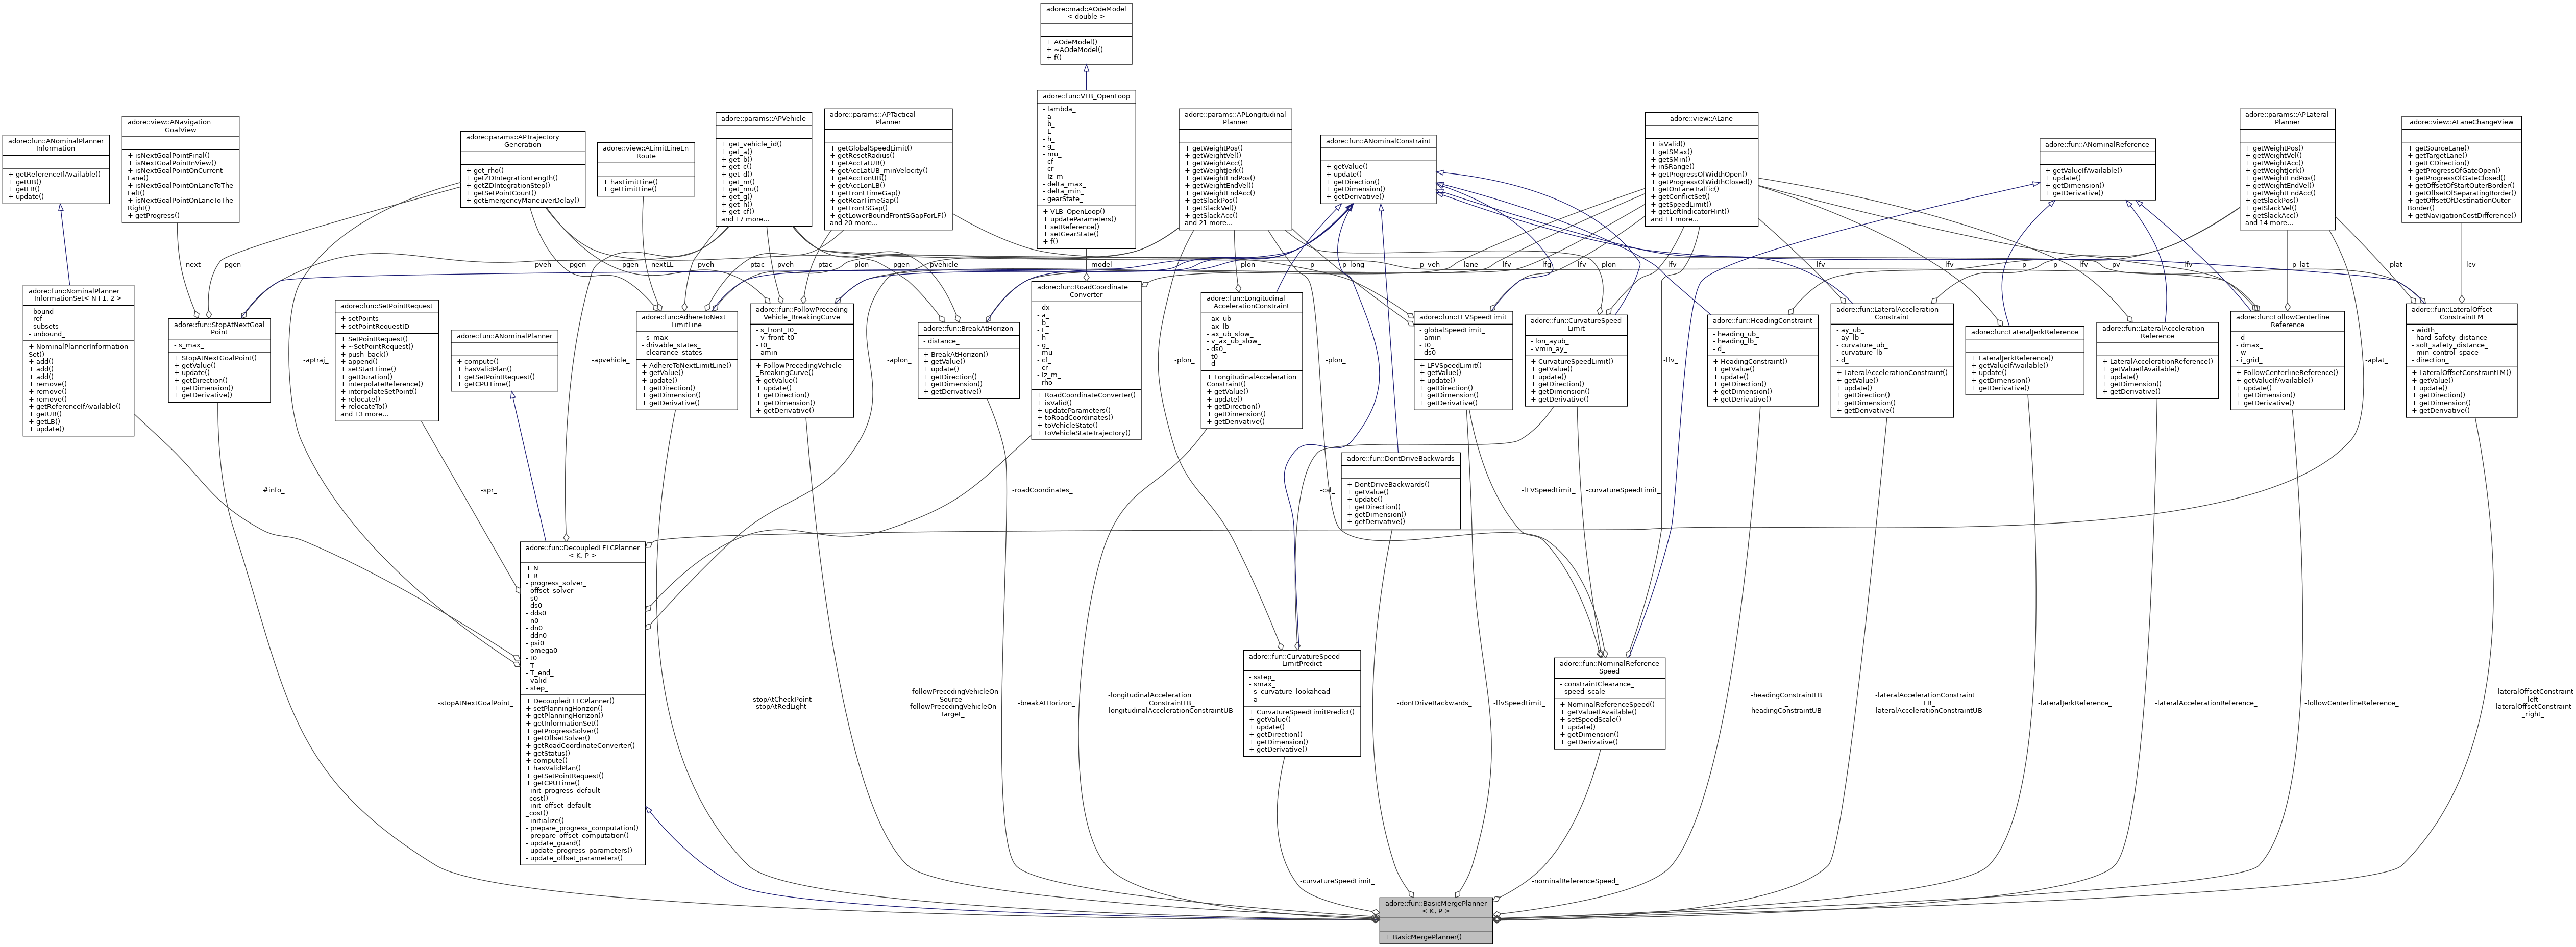 adore::mad::AOdeModel
< double >
+ AOdeModel()
+ ~AOdeModel()
+ f()
adore::fun::VLB_OpenLoop
- lambda_
- a_
- b_
- L_
- h_
- g_
- mu_
- cf_
- cr_
- Iz_m_
- delta_max_
- delta_min_
- gearState_
+ VLB_OpenLoop()
+ updateParameters()
+ setReference()
+ setGearState()
+ f()
adore::fun::ANominalPlanner
Information
+ getReferenceIfAvailable()
+ getUB()
+ getLB()
+ update()
adore::view::ANavigation
GoalView
+ isNextGoalPointFinal()
+ isNextGoalPointInView()
+ isNextGoalPointOnCurrent
Lane()
+ isNextGoalPointOnLaneToThe
Left()
+ isNextGoalPointOnLaneToThe
Right()
+ getProgress()
adore::params::APTrajectory
Generation
+ get_rho()
+ getZDIntegrationLength()
+ getZDIntegrationStep()
+ getSetPointCount()
+ getEmergencyManeuverDelay()
adore::view::ALimitLineEn
Route
+ hasLimitLine()
+ getLimitLine()
adore::params::APVehicle
+ get_vehicle_id()
+ get_a()
+ get_b()
+ get_c()
+ get_d()
+ get_m()
+ get_mu()
+ get_g()
+ get_h()
+ get_cf()
and 17 more...
adore::params::APTactical
Planner
+ getGlobalSpeedLimit()
+ getResetRadius()
+ getAccLatUB()
+ getAccLatUB_minVelocity()
+ getAccLonUB()
+ getAccLonLB()
+ getFrontTimeGap()
+ getRearTimeGap()
+ getFrontSGap()
+ getLowerBoundFrontSGapForLF()
and 20 more...
adore::params::APLongitudinal
Planner
+ getWeightPos()
+ getWeightVel()
+ getWeightAcc()
+ getWeightJerk()
+ getWeightEndPos()
+ getWeightEndVel()
+ getWeightEndAcc()
+ getSlackPos()
+ getSlackVel()
+ getSlackAcc()
and 21 more...
adore::fun::ANominalConstraint
+ getValue()
+ update()
+ getDirection()
+ getDimension()
+ getDerivative()
adore::view::ALane
+ isValid()
+ getSMax()
+ getSMin()
+ inSRange()
+ getProgressOfWidthOpen()
+ getProgressOfWidthClosed()
+ getOnLaneTraffic()
+ getConflictSet()
+ getSpeedLimit()
+ getLeftIndicatorHint()
and 11 more...
adore::fun::ANominalReference
+ getValueIfAvailable()
+ update()
+ getDimension()
+ getDerivative()
adore::params::APLateral
Planner
+ getWeightPos()
+ getWeightVel()
+ getWeightAcc()
+ getWeightJerk()
+ getWeightEndPos()
+ getWeightEndVel()
+ getWeightEndAcc()
+ getSlackPos()
+ getSlackVel()
+ getSlackAcc()
and 14 more...
adore::view::ALaneChangeView
+ getSourceLane()
+ getTargetLane()
+ getLCDirection()
+ getProgressOfGateOpen()
+ getProgressOfGateClosed()
+ getOffsetOfStartOuterBorder()
+ getOffsetOfSeparatingBorder()
+ getOffsetOfDestinationOuter
Border()
+ getNavigationCostDifference()
-next_
-pgen_
-pveh_
-pgen_
-pgen_
-nextLL_
-pveh_
-ptac_
-pveh_
-ptac_
-plon_
-pgen_
-pvehicle_
-model_
-plon_
-p_
-p_long_
-p_veh_
-lane_
-lfv_
-lfg_
-lfv_
-plon_
-lfv_
-lfv_
-lfv_
-p_
-p_
-lfv_
-pv_
-lfv_
-p_lat_
-plat_
-lcv_
adore::fun::NominalPlanner
InformationSet< N+1, 2 >
- bound_
- ref_
- subsets_
- unbound_
+ NominalPlannerInformation
Set()
+ add()
+ add()
+ add()
+ remove()
+ remove()
+ remove()
+ getReferenceIfAvailable()
+ getUB()
+ getLB()
+ update()
adore::fun::StopAtNextGoal
Point
- s_max_
+ StopAtNextGoalPoint()
+ getValue()
+ update()
+ getDirection()
+ getDimension()
+ getDerivative()
adore::fun::SetPointRequest
+ setPoints
+ setPointRequestID
+ SetPointRequest()
+ ~SetPointRequest()
+ push_back()
+ append()
+ setStartTime()
+ getDuration()
+ interpolateReference()
+ interpolateSetPoint()
+ relocate()
+ relocateTo()
and 13 more...
adore::fun::ANominalPlanner
+ compute()
+ hasValidPlan()
+ getSetPointRequest()
+ getCPUTime()
adore::fun::AdhereToNext
LimitLine
- s_max_
- drivable_states_
- clearance_states_
+ AdhereToNextLimitLine()
+ getValue()
+ update()
+ getDirection()
+ getDimension()
+ getDerivative()
adore::fun::FollowPreceding
Vehicle_BreakingCurve
- s_front_t0_
- v_front_t0_
- t0_
- amin_
+ FollowPrecedingVehicle
_BreakingCurve()
+ getValue()
+ update()
+ getDirection()
+ getDimension()
+ getDerivative()
adore::fun::BreakAtHorizon
- distance_
+ BreakAtHorizon()
+ getValue()
+ update()
+ getDirection()
+ getDimension()
+ getDerivative()
adore::fun::RoadCoordinate
Converter
- dx_
- a_
- b_
- L_
- h_
- g_
- mu_
- cf_
- cr_
- Iz_m_
- rho_
+ RoadCoordinateConverter()
+ isValid()
+ updateParameters()
+ toRoadCoordinates()
+ toVehicleState()
+ toVehicleStateTrajectory()
adore::fun::Longitudinal
AccelerationConstraint
- ax_ub_
- ax_lb_
- ax_ub_slow_
- v_ax_ub_slow_
- ds0_
- t0_
- d_
+ LongitudinalAcceleration
Constraint()
+ getValue()
+ update()
+ getDirection()
+ getDimension()
+ getDerivative()
adore::fun::LFVSpeedLimit
- globalSpeedLimit_
- amin_
- t0_
- ds0_
+ LFVSpeedLimit()
+ getValue()
+ update()
+ getDirection()
+ getDimension()
+ getDerivative()
adore::fun::CurvatureSpeed
Limit
- lon_ayub_
- vmin_ay_
+ CurvatureSpeedLimit()
+ getValue()
+ update()
+ getDirection()
+ getDimension()
+ getDerivative()
adore::fun::HeadingConstraint
- heading_ub_
- heading_lb_
- d_
+ HeadingConstraint()
+ getValue()
+ update()
+ getDirection()
+ getDimension()
+ getDerivative()
adore::fun::LateralAcceleration
Constraint
- ay_ub_
- ay_lb_
- curvature_ub_
- curvature_lb_
- d_
+ LateralAccelerationConstraint()
+ getValue()
+ update()
+ getDirection()
+ getDimension()
+ getDerivative()
adore::fun::LateralJerkReference
+ LateralJerkReference()
+ getValueIfAvailable()
+ update()
+ getDimension()
+ getDerivative()
adore::fun::LateralAcceleration
Reference
+ LateralAccelerationReference()
+ getValueIfAvailable()
+ update()
+ getDimension()
+ getDerivative()
adore::fun::FollowCenterline
Reference
- d_
- dmax_
- w_
- i_grid_
+ FollowCenterlineReference()
+ getValueIfAvailable()
+ update()
+ getDimension()
+ getDerivative()
adore::fun::LateralOffset
ConstraintLM
- width_
- hard_safety_distance_
- soft_safety_distance_
- min_control_space_
- direction_
+ LateralOffsetConstraintLM()
+ getValue()
+ update()
+ getDirection()
+ getDimension()
+ getDerivative()
-aptraj_
-apvehicle_
-aplon_
-plon_
-plon_
-lfv_
-aplat_
adore::fun::DontDriveBackwards
+ DontDriveBackwards()
+ getValue()
+ update()
+ getDirection()
+ getDimension()
+ getDerivative()
#info_
-spr_
-roadCoordinates_
-csl_
-lFVSpeedLimit_
-curvatureSpeedLimit_
adore::fun::DecoupledLFLCPlanner
< K, P >
+ N
+ R
- progress_solver_
- offset_solver_
- s0
- ds0
- dds0
- n0
- dn0
- ddn0
- psi0
- omega0
- t0
- T_
- T_end_
- valid_
- step_
+ DecoupledLFLCPlanner()
+ setPlanningHorizon()
+ getPlanningHorizon()
+ getInformationSet()
+ getProgressSolver()
+ getOffsetSolver()
+ getRoadCoordinateConverter()
+ getStatus()
+ compute()
+ hasValidPlan()
+ getSetPointRequest()
+ getCPUTime()
- init_progress_default
_cost()
- init_offset_default
_cost()
- initialize()
- prepare_progress_computation()
- prepare_offset_computation()
- update_guard()
- update_progress_parameters()
- update_offset_parameters()
adore::fun::CurvatureSpeed
LimitPredict
- sstep_
- smax_
- s_curvature_lookahead_
- a
+ CurvatureSpeedLimitPredict()
+ getValue()
+ update()
+ getDirection()
+ getDimension()
+ getDerivative()
adore::fun::NominalReference
Speed
- constraintClearance_
- speed_scale_
+ NominalReferenceSpeed()
+ getValueIfAvailable()
+ setSpeedScale()
+ update()
+ getDimension()
+ getDerivative()
-stopAtNextGoalPoint_
-stopAtCheckPoint_
-stopAtRedLight_
-followPrecedingVehicleOn
Source_
-followPrecedingVehicleOn
Target_
-breakAtHorizon_
-longitudinalAcceleration
ConstraintLB_
-longitudinalAccelerationConstraintUB_
-dontDriveBackwards_
-lfvSpeedLimit_
-headingConstraintLB
_
-headingConstraintUB_
-lateralAccelerationConstraint
LB_
-lateralAccelerationConstraintUB_
-lateralJerkReference_
-lateralAccelerationReference_
-followCenterlineReference_
-lateralOffsetConstraint
_left_
-lateralOffsetConstraint
_right_
-curvatureSpeedLimit_
-nominalReferenceSpeed_
adore::fun::BasicMergePlanner
< K, P >
+ BasicMergePlanner()